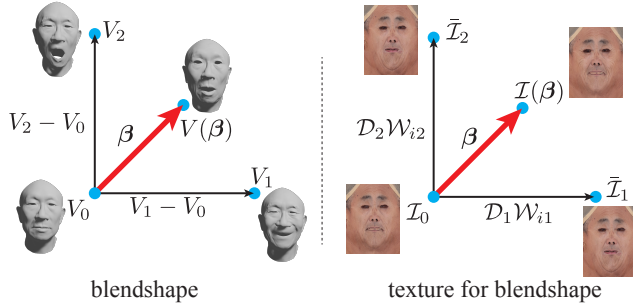 V₂
V₂ − V₀
β
V(β)
V₀
V₁ − V₀
V₁
blendshape
Ī₂
𝒟₂𝒲ᵢ₂
β
ℐ(β)
ℐ₀
𝒟₁𝒲ᵢ₁
Ī₁
texture for blendshape